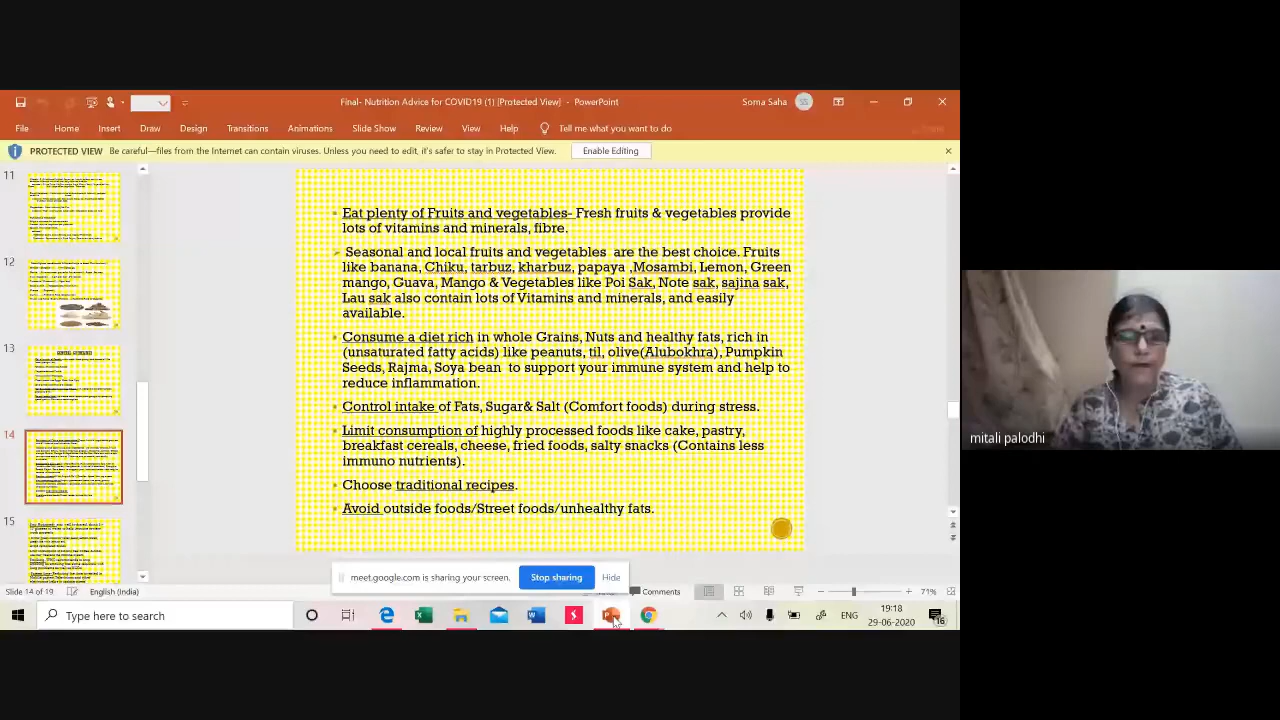 Final- Nutrition Advice for COVID19 (1) [Protected View] - PowerPoint
Soma Saha
SS
File Home Insert Draw Design Transitions Animations Slide Show Review View Help Tell me what you want to do
PROTECTED VIEW Be careful—files from the Internet can contain viruses. Unless you need to edit, it's safer to stay in Protected View. Enable Editing
11
12
13
14
15
Eat plenty of Fruits and vegetables- Fresh fruits & vegetables provide
lots of vitamins and minerals, fibre.
Seasonal and local fruits and vegetables are the best choice. Fruits
like banana, Chiku, tarbuz, kharbuz, papaya ,Mosambi, Lemon, Green
mango, Guava, Mango & Vegetables like Poi Sak, Note sak, sajina sak,
Lau sak also contain lots of Vitamins and minerals, and easily
available.
Consume a diet rich in whole Grains, Nuts and healthy fats, rich in
(unsaturated fatty acids) like peanuts, til, olive(Alubokhra), Pumpkin
Seeds, Rajma, Soya bean to support your immune system and help to
reduce inflammation.
Control intake of Fats, Sugar& Salt (Comfort foods) during stress.
Limit consumption of highly processed foods like cake, pastry,
breakfast cereals, cheese, fried foods, salty snacks (Contains less
immuno nutrients).
Choose traditional recipes.
Avoid outside foods/Street foods/unhealthy fats.
mitali palodhi
meet.google.com is sharing your screen. Stop sharing Hide
Slide 14 of 19 English (India) Comments 71%
Type here to search
ENG
19:18
29-06-2020
16